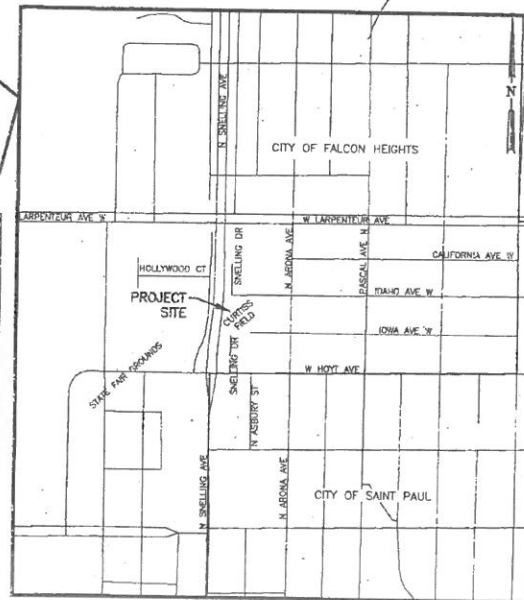 N SNELLING AVE
N
CITY OF FALCON HEIGHTS
LARPENTEUR AVE W
W LARPENTEUR AVE
SNELLING DR
N ARONA AVE
PASCAL AVE N
CALIFORNIA AVE W
HOLLYWOOD CT
IDAHO AVE W
PROJECT
SITE
CURTISS
FIELD
IOWA AVE W
SNELLING DR
W HOYT AVE
STATE FAIR GROUNDS
N ASBURY ST
N SNELLING AVE
N ARONA AVE
CITY OF SAINT PAUL